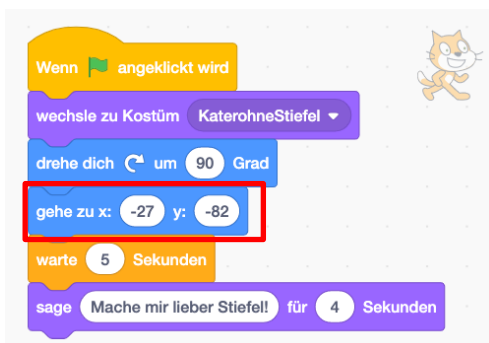 Wenn angeklickt wird
wechsle zu Kostüm KaterohneStiefel
drehe dich um 90 Grad
gehe zu x: -27 y: -82
warte 5 Sekunden
sage Mache mir lieber Stiefel! für 4 Sekunden